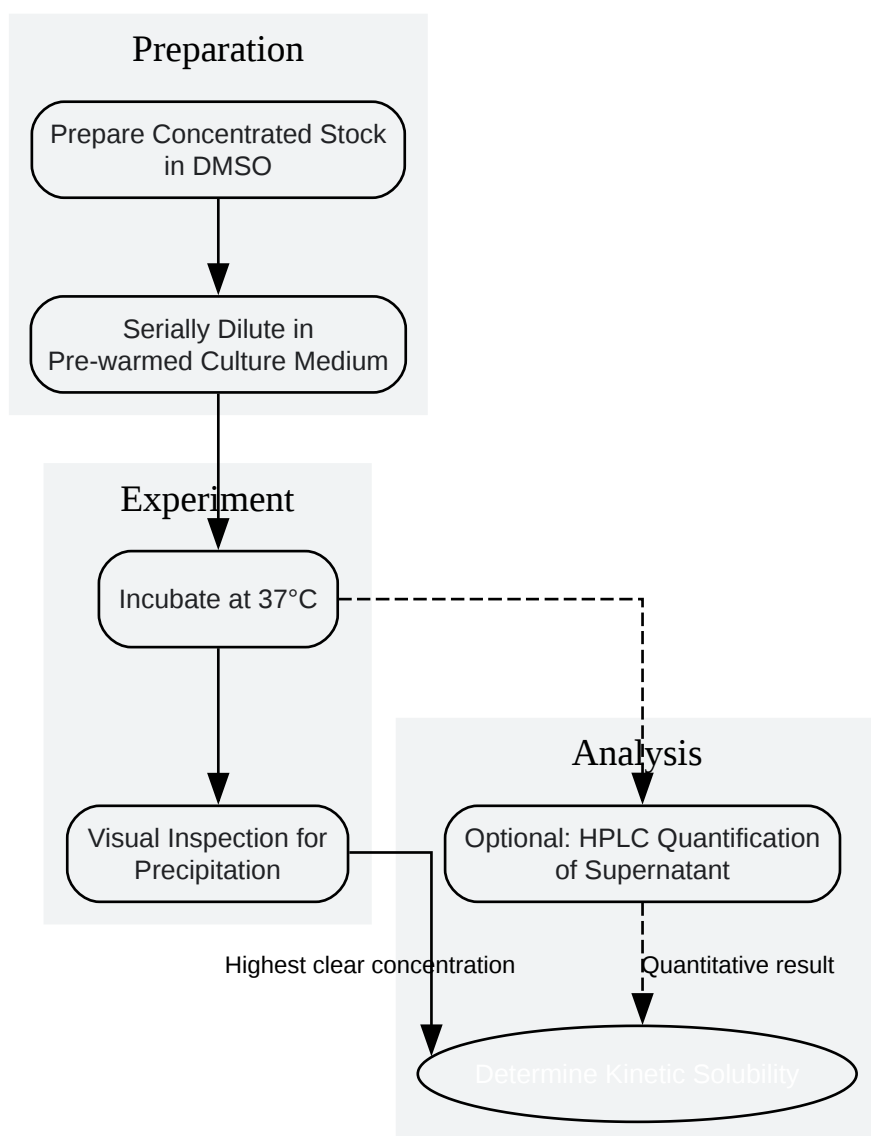 Preparation
Prepare Concentrated Stock
in DMSO
Serially Dilute in
Pre-warmed Culture Medium
Experiment
Incubate at 37°C
Analysis
Visual Inspection for
Precipitation
Optional: HPLC Quantification
of Supernatant
Highest clear concentration
Quantitative result
Determine Kinetic Solubility